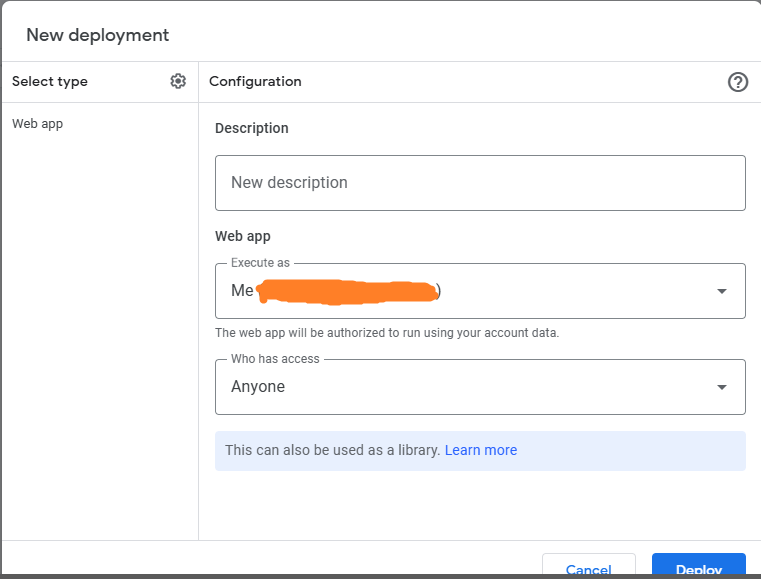 New deployment
Select type
Configuration
Web app
Description
New description
Web app
Execute as
Me )
The web app will be authorized to run using your account data.
Who has access
Anyone
This can also be used as a library. Learn more
Cancel
Deploy